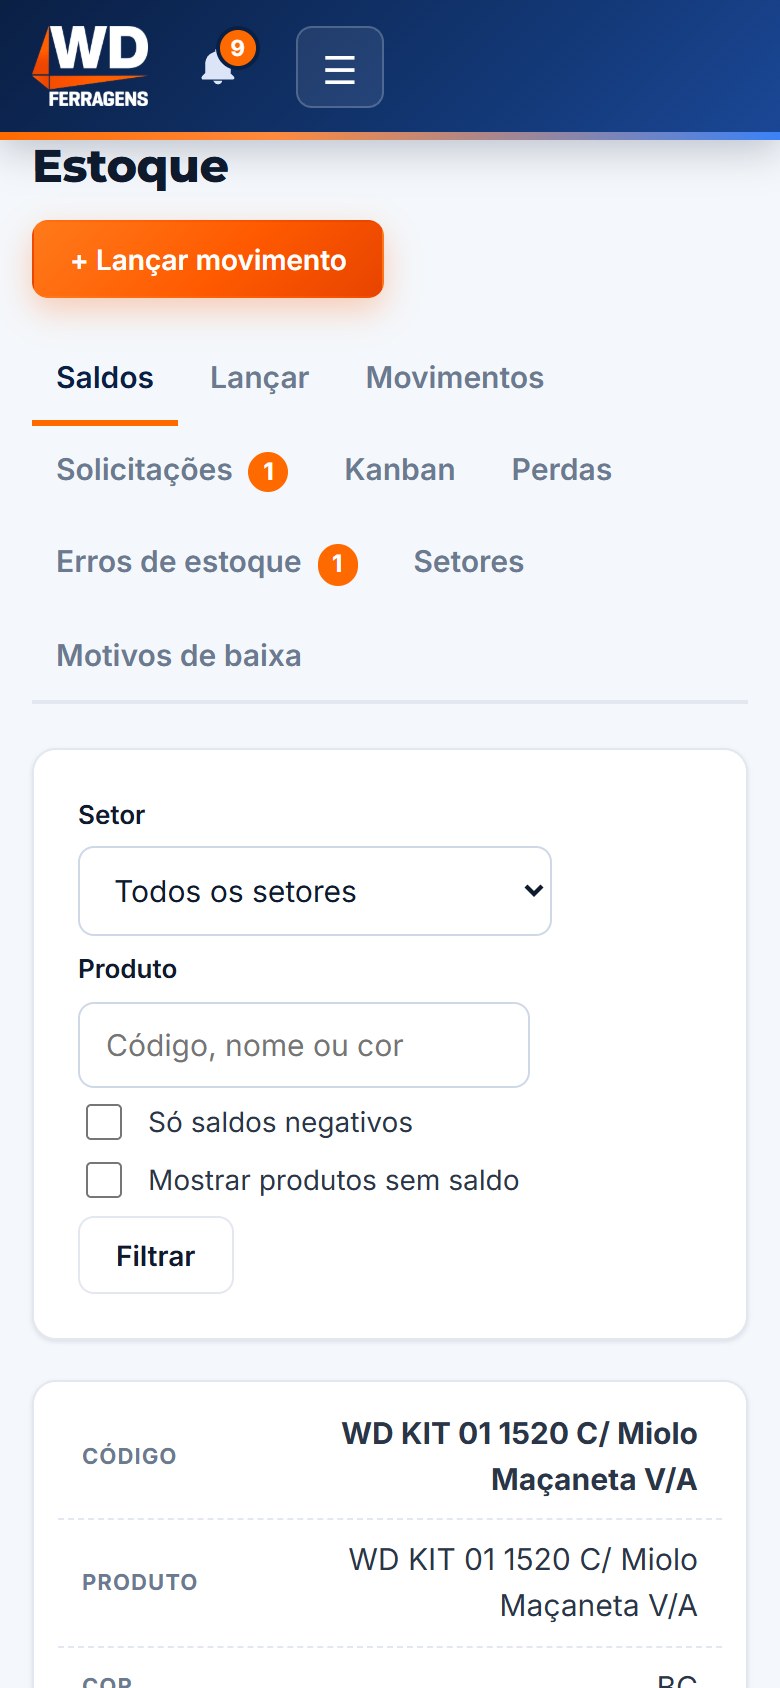 WD
FERRAGENS
9
☰
Estoque
+ Lançar movimento
Saldos Lançar Movimentos
Solicitações 1 Kanban Perdas
Erros de estoque 1 Setores
Motivos de baixa
Setor
Todos os setores
Produto
Código, nome ou cor
Só saldos negativos
Mostrar produtos sem saldo
Filtrar
CÓDIGO
WD KIT 01 1520 C/ Miolo
Maçaneta V/A
PRODUTO
WD KIT 01 1520 C/ Miolo
Maçaneta V/A
COR
BC